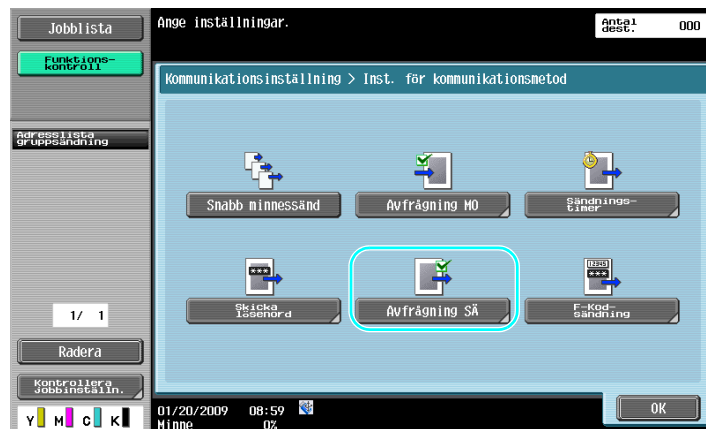 Jobblista
Ange inställningar.
Antal
dest.
000
Funktions-
kontroll
Kommunikationsinställning > Inst. för kommunikationsmetod
Adresslista
gruppsändning
Snabb minnessänd
Avfrågning MO
Sändnings-
timer
***
12345
***
Skicka
lösenord
Avfrågning SÄ
F-Kod-
sändning
1/ 1
Radera
Kontrollera
Jobbinställn.
OK
Y M C K
01/20/2009 08:59
Minne 0%